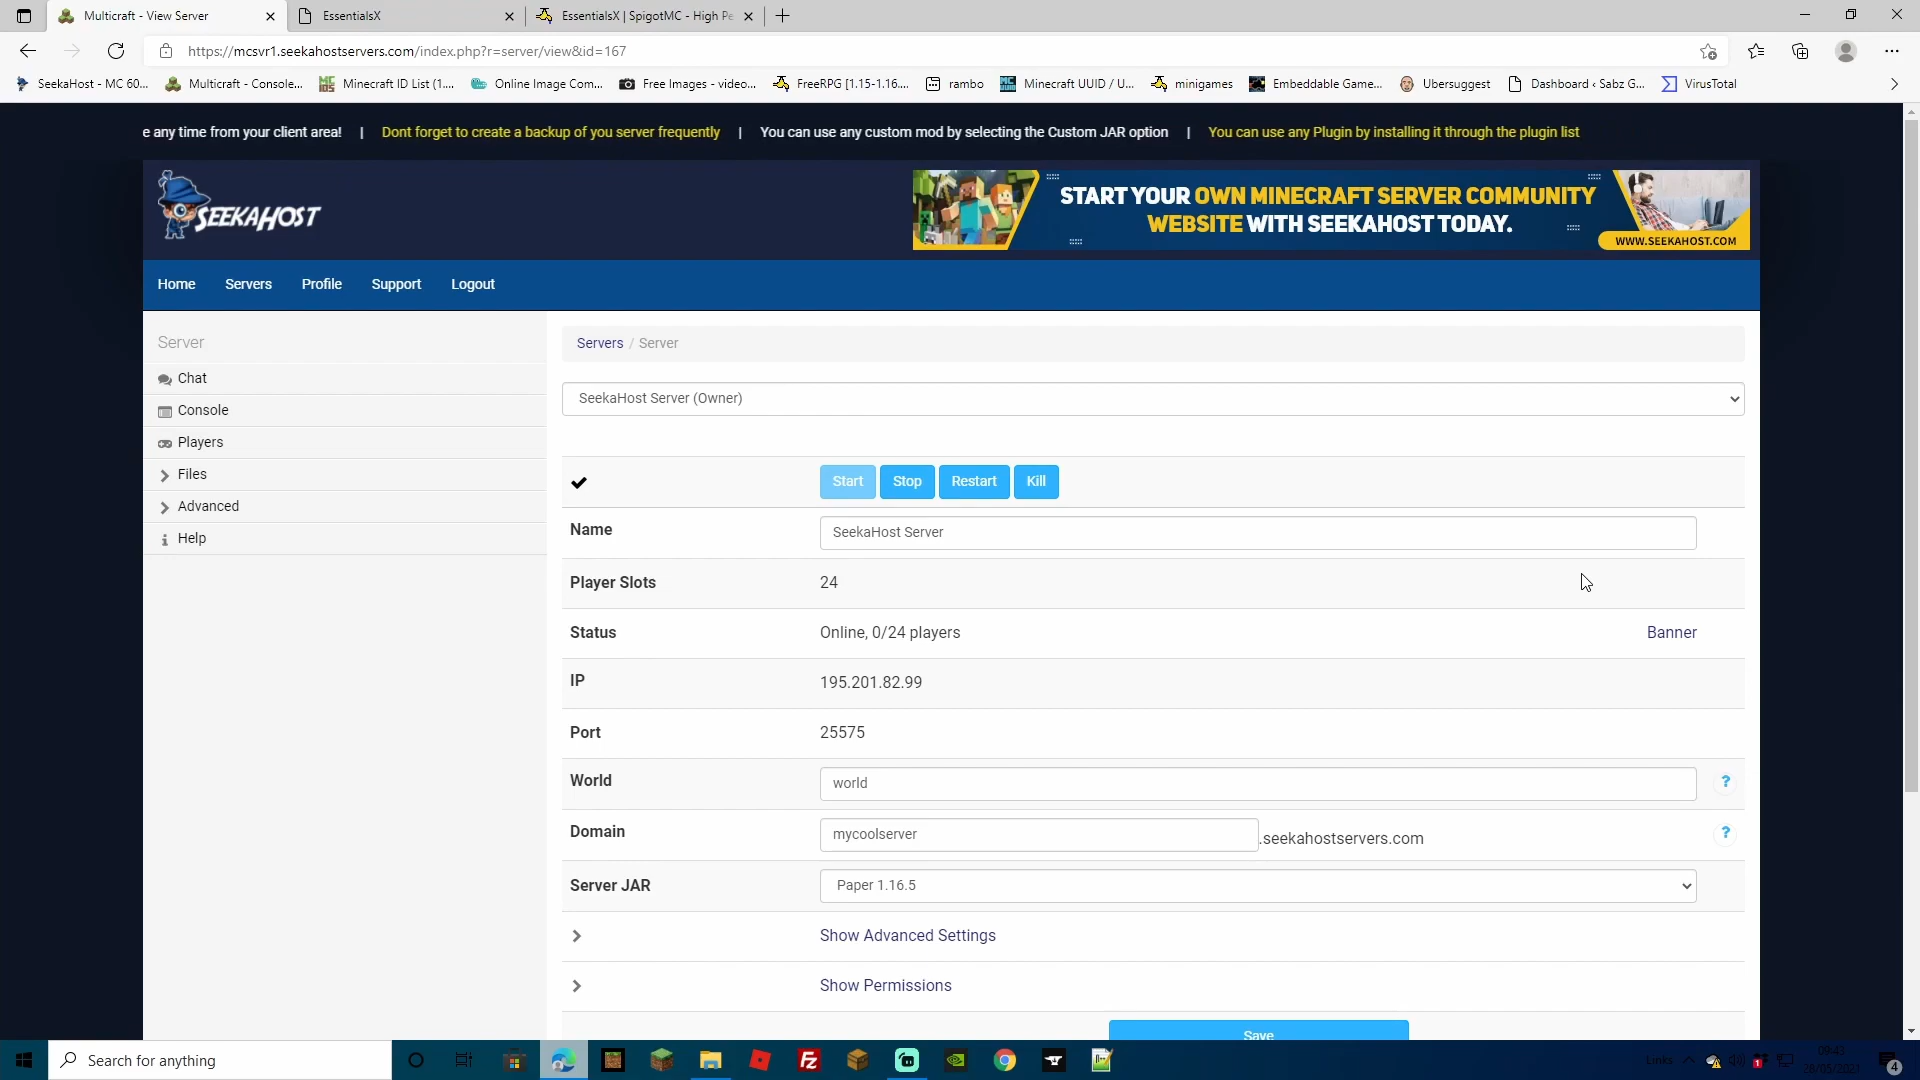 Multicraft - View Server
EssentialsX
EssentialsX | SpigotMC - High Pe
https://mcsvr1.seekahostservers.com/index.php?r=server/view&id=167
SeekaHost - MC 60...
Multicraft - Console...
Minecraft ID List (1....
Online Image Com...
Free Images - video...
FreeRPG [1.15-1.16....
rambo
Minecraft UUID / U...
minigames
Embeddable Game...
Ubersuggest
Dashboard ‹ Sabz G...
VirusTotal
e any time from your client area! | Dont forget to create a backup of you server frequently | You can use any custom mod by selecting the Custom JAR option | You can use any Plugin by installing it through the plugin list
SEEKAHOST
START YOUR OWN MINECRAFT SERVER COMMUNITY
WEBSITE WITH SEEKAHOST TODAY.
WWW.SEEKAHOST.COM
Home Servers Profile Support Logout
Server
Chat
Console
Players
Files
Advanced
Help
Servers / Server
SeekaHost Server (Owner)
Start Stop Restart Kill
Name SeekaHost Server
Player Slots 24
Status Online, 0/24 players Banner
IP 195.201.82.99
Port 25575
World world ?
Domain mycoolserver .seekahostservers.com ?
Server JAR Paper 1.16.5
Show Advanced Settings
Show Permissions
Save
Search for anything
Links
09:43
4